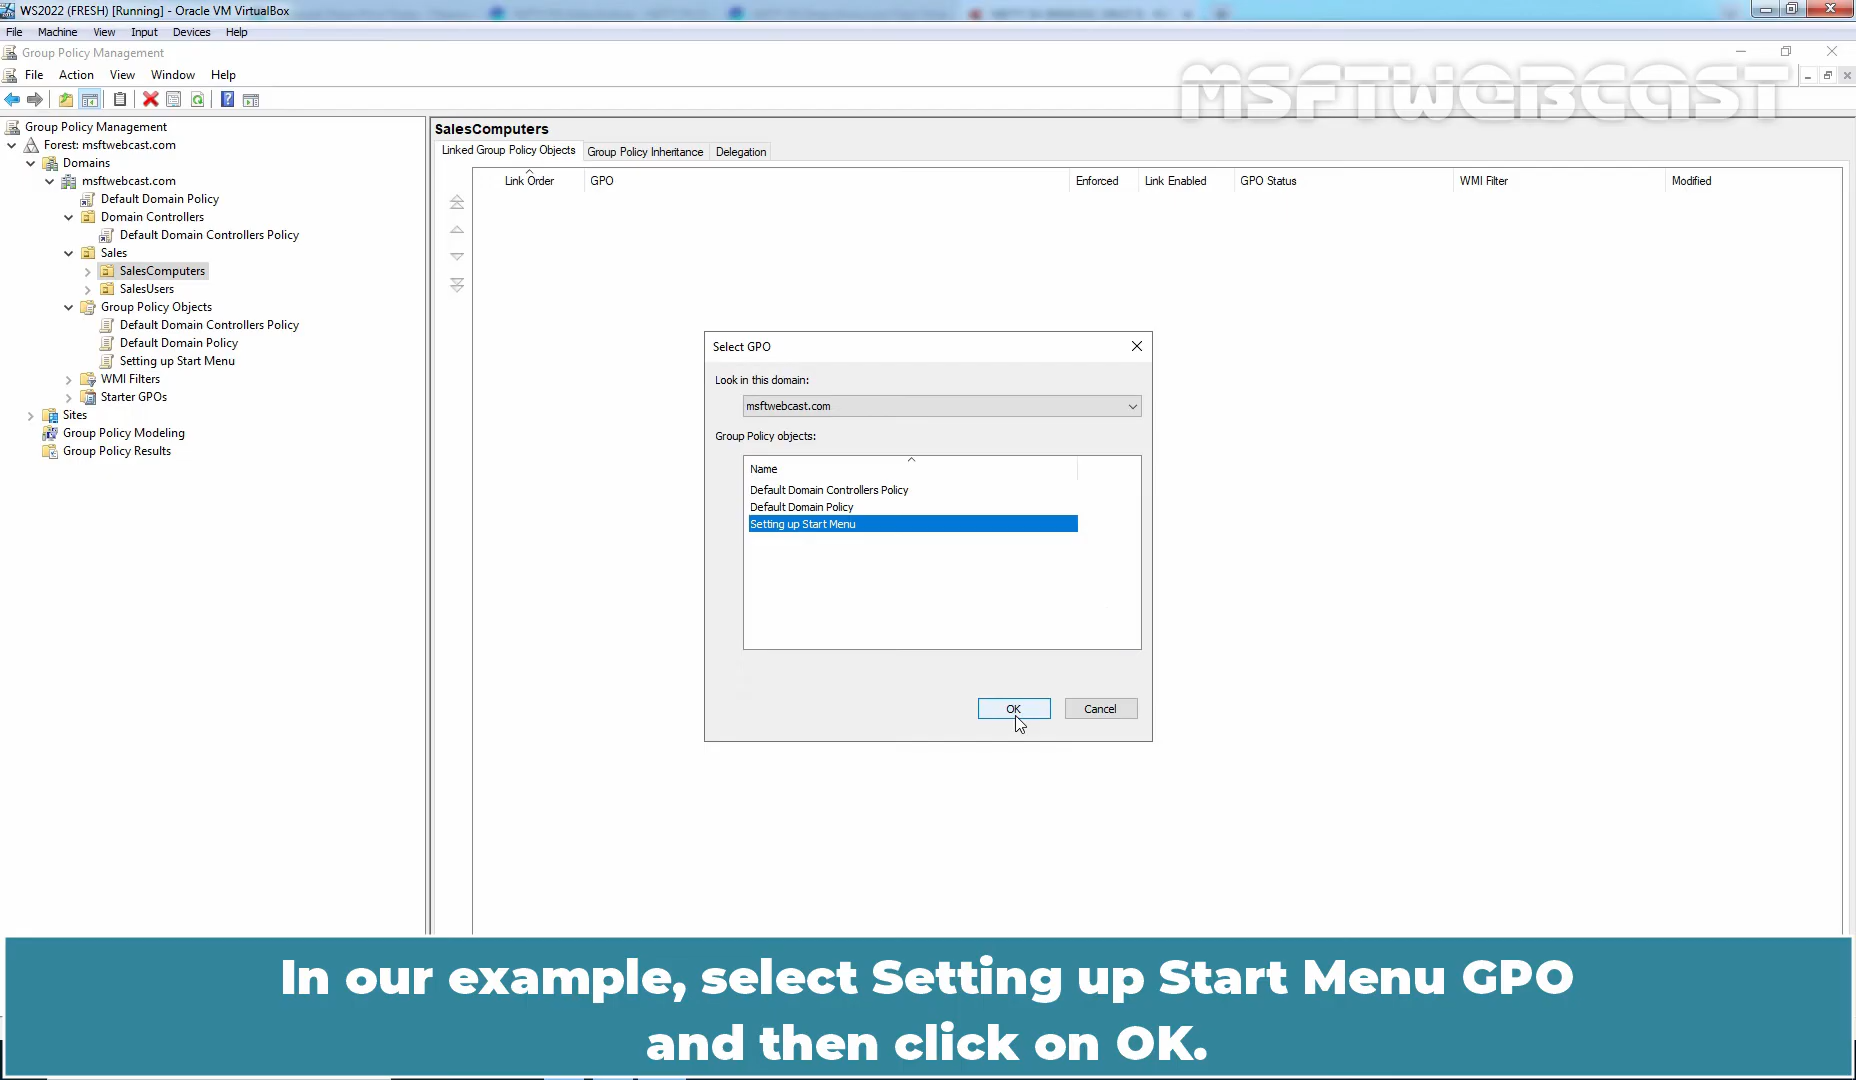 WS2022 (FRESH) [Running] - Oracle VM VirtualBox
File Machine View Input Devices Help
Group Policy Management
File Action View Window Help
MSFTWEBCAST
Group Policy Management
Forest: msftwebcast.com
Domains
msftwebcast.com
Default Domain Policy
Domain Controllers
Default Domain Controllers Policy
Sales
SalesComputers
SalesUsers
Group Policy Objects
Default Domain Controllers Policy
Default Domain Policy
Setting up Start Menu
WMI Filters
Starter GPOs
Sites
Group Policy Modeling
Group Policy Results
SalesComputers
Linked Group Policy Objects Group Policy Inheritance Delegation
Link Order GPO Enforced Link Enabled GPO Status WMI Filter Modified
Select GPO
Look in this domain:
msftwebcast.com
Group Policy objects:
Name
Default Domain Controllers Policy
Default Domain Policy
Setting up Start Menu
OK Cancel
In our example, select Setting up Start Menu GPO
and then click on OK.